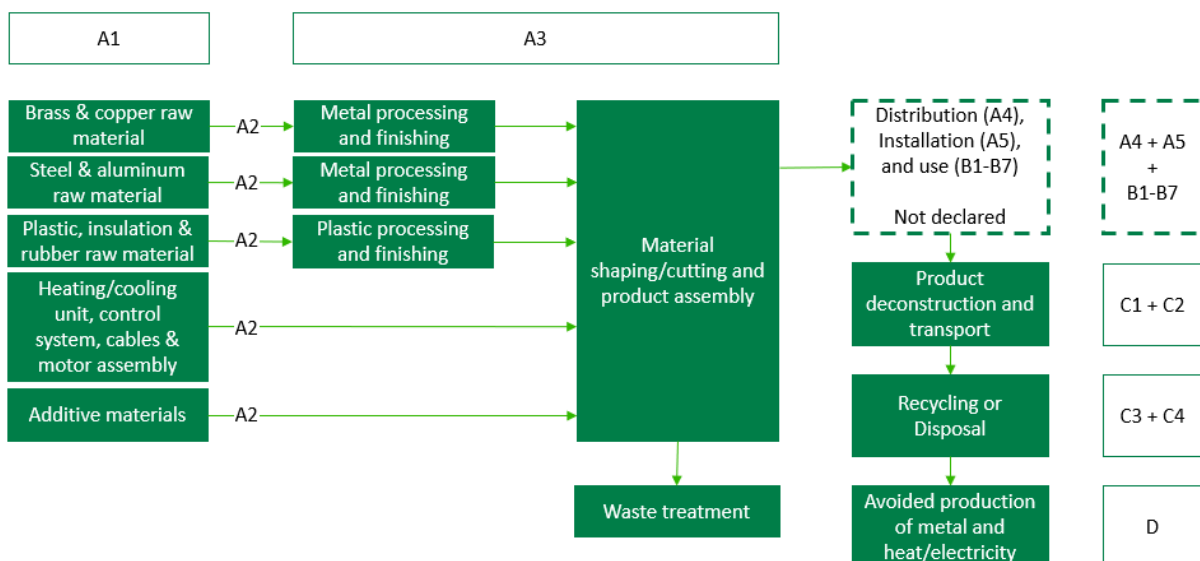 A1
A3
Brass & copper raw
material
A2
Metal processing
and finishing
Steel & aluminum
raw material
A2
Metal processing
and finishing
Plastic, insulation &
rubber raw material
A2
Plastic processing
and finishing
Heating/cooling
unit, control
system, cables &
motor assembly
A2
Additive materials
A2
Material
shaping/cutting and
product assembly
Waste treatment
Distribution (A4),
Installation (A5),
and use (B1-B7)
Not declared
A4 + A5
+
B1-B7
Product
deconstruction and
transport
C1 + C2
Recycling or
Disposal
C3 + C4
Avoided production
of metal and
heat/electricity
D